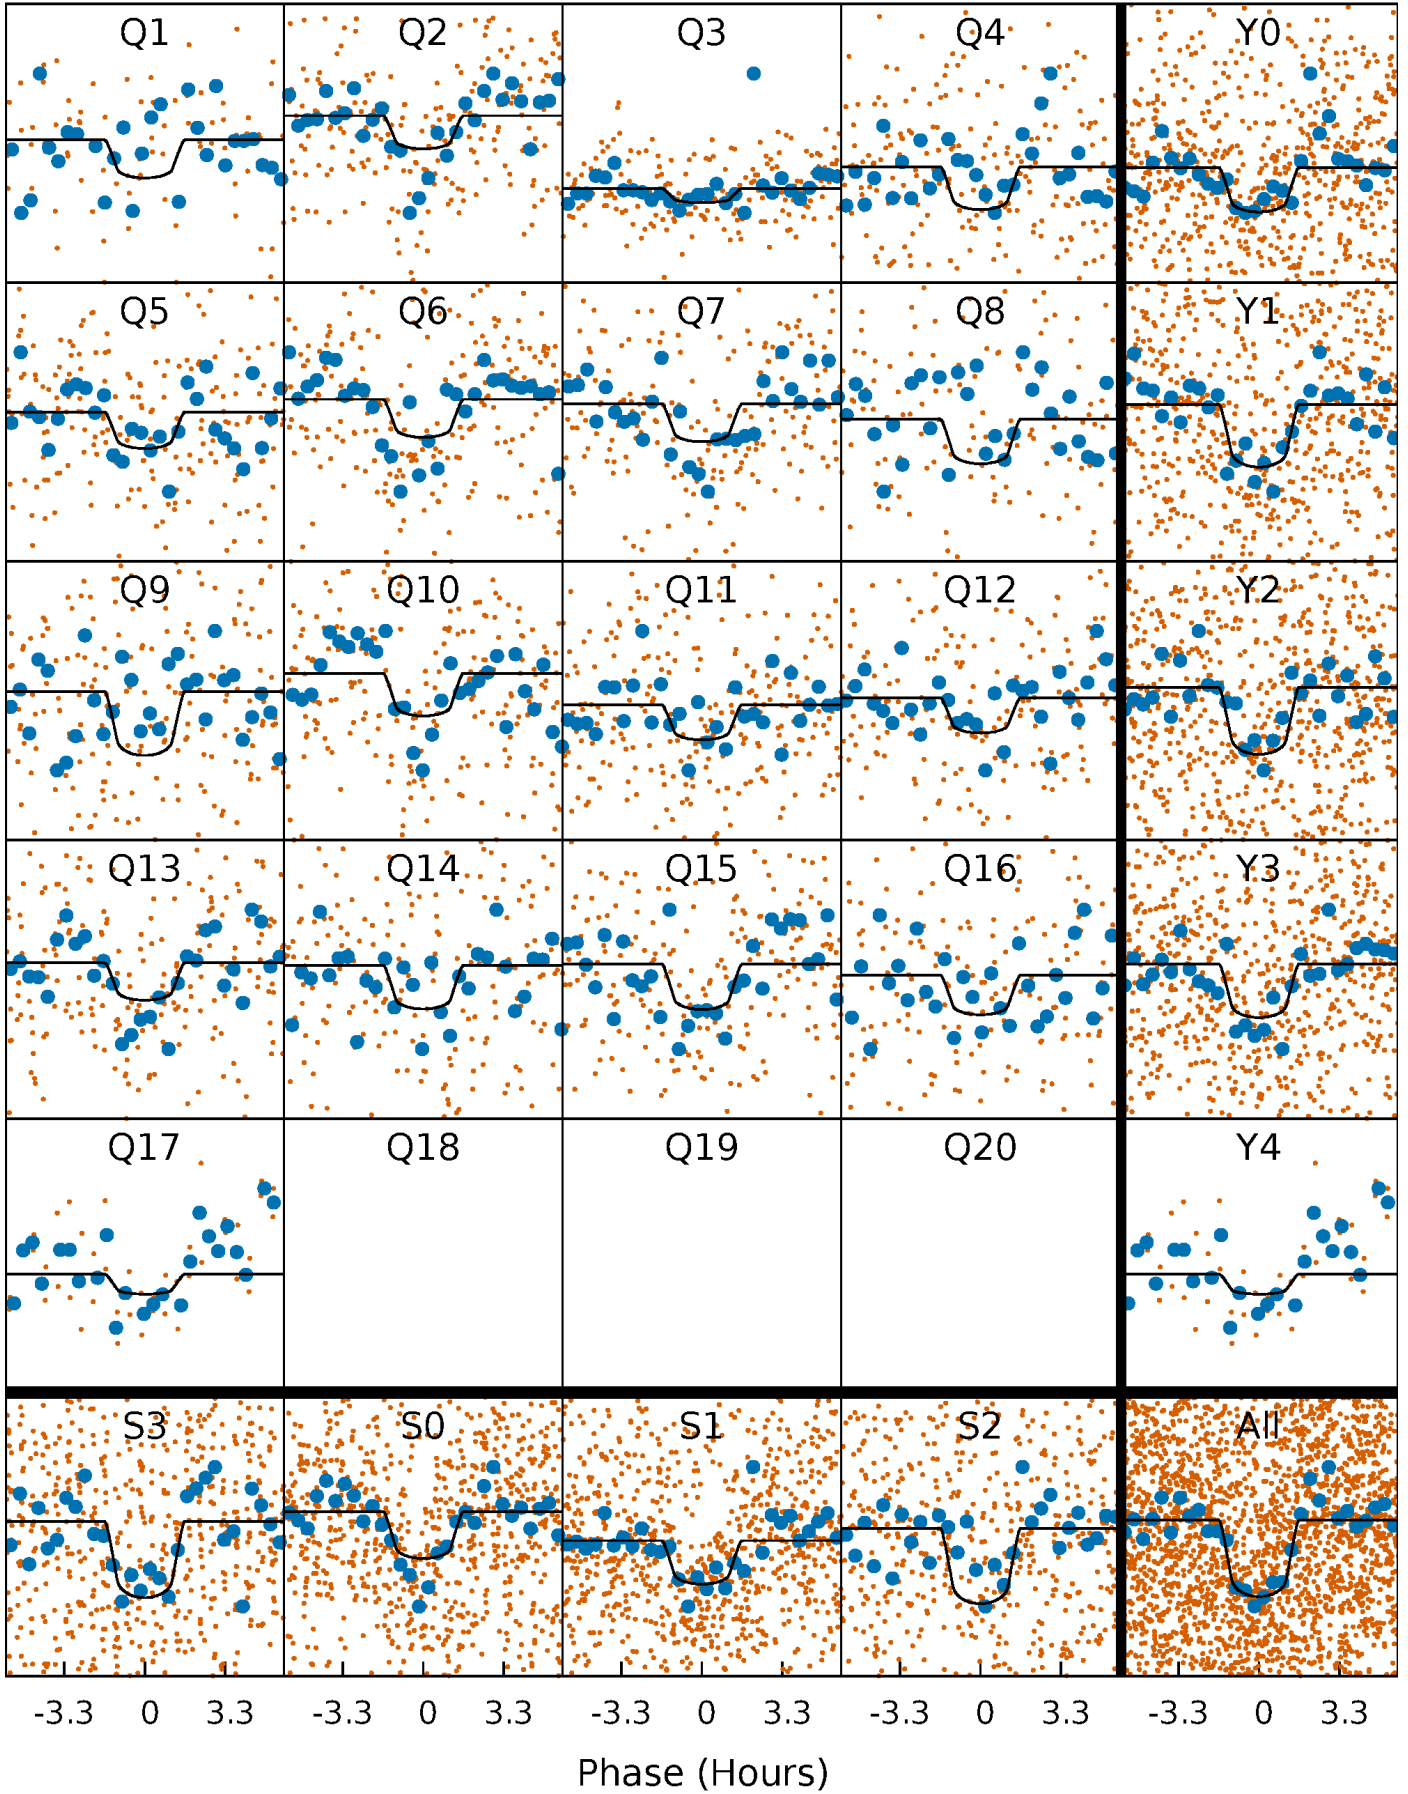 Q1 Q2 Q3 Q4 Y0
Q5 Q6 Q7 Q8 Y1
Q9 Q10 Q11 Q12 Y2
Q13 Q14 Q15 Q16 Y3
Q17 Q18 Q19 Q20 Y4
S3 S0 S1 S2 All
-3.3 0 3.3 -3.3 0 3.3 -3.3 0 3.3 -3.3 0 3.3 -3.3 0 3.3
Phase (Hours)